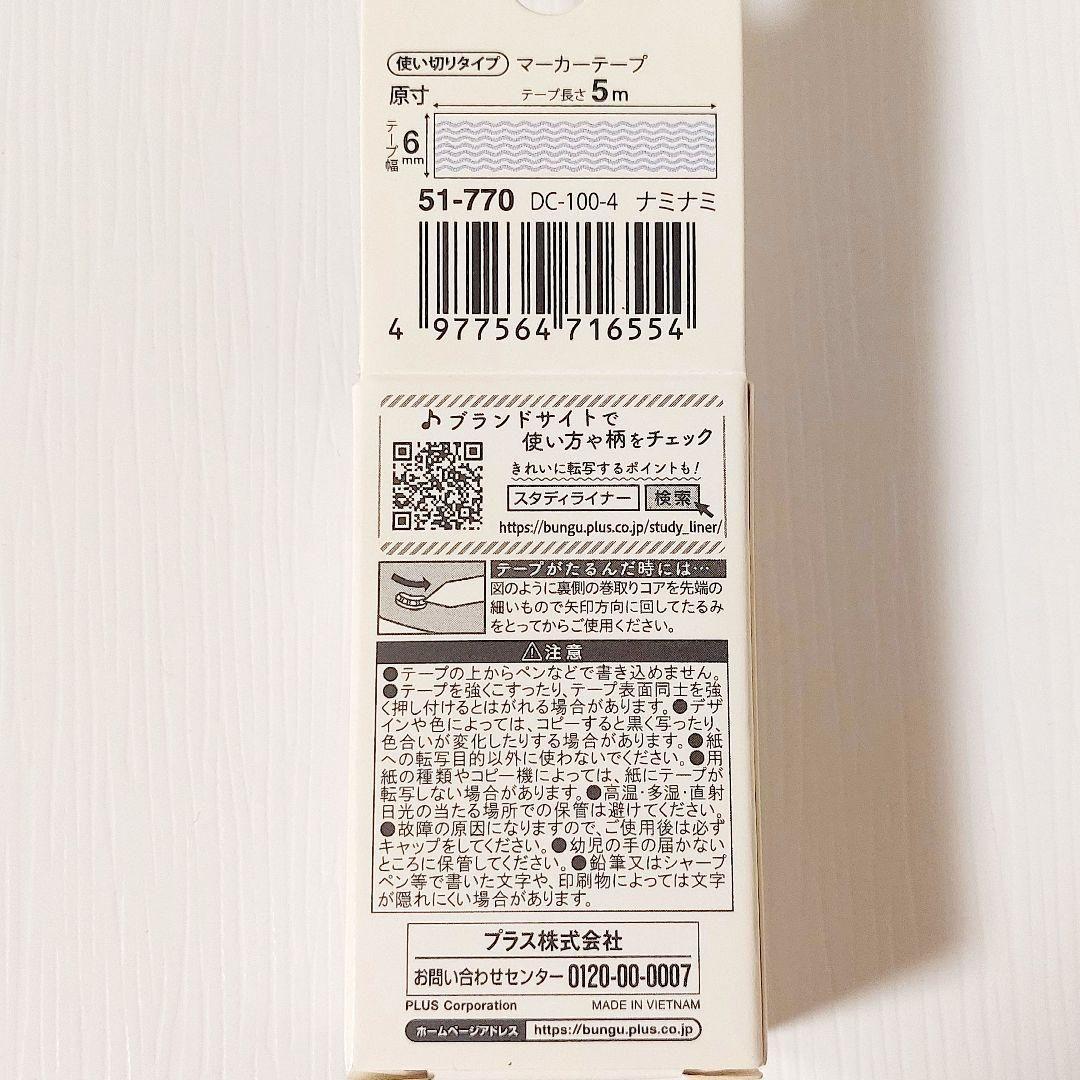 使い切りタイプ マーカーテープ
原寸 テープ長さ 5m
テープ幅 6mm
51-770 DC-100-4 ナミナミ
4 977564 716554
♪ブランドサイトで
使い方や柄をチェック
きれいに転写するポイントも!
スタディライナー 検索
https://bungu.plus.co.jp/study_liner/
テープがたるんだ時には…
図のように裏側の巻取りコアを先端の
細いもので矢印方向に回してたるみ
をとってからご使用ください。
⚠注意
●テープの上からペンなどで書き込めません。
●テープを強くこすったり、テープ表面同士を強
く押し付けるとはがれる場合があります。●デザ
インや色によっては、コピーすると黒く写ったり、
色合いが変化したりする場合があります。●紙
への転写目的以外に使わないでください。●用
紙の種類やコピー機によっては、紙にテープが
転写しない場合があります。●高温・多湿・直射
日光の当たる場所での保管は避けてください。
●故障の原因になりますので、ご使用後は必ず
キャップをしてください。●幼児の手の届かない
ところに保管してください。●鉛筆又はシャープ
ペン等で書いた文字や、印刷物によっては文字
が隠れにくい場合があります。
プラス株式会社
お問い合わせセンター 0120-00-0007
PLUS Corporation MADE IN VIETNAM
ホームページアドレス https://bungu.plus.co.jp